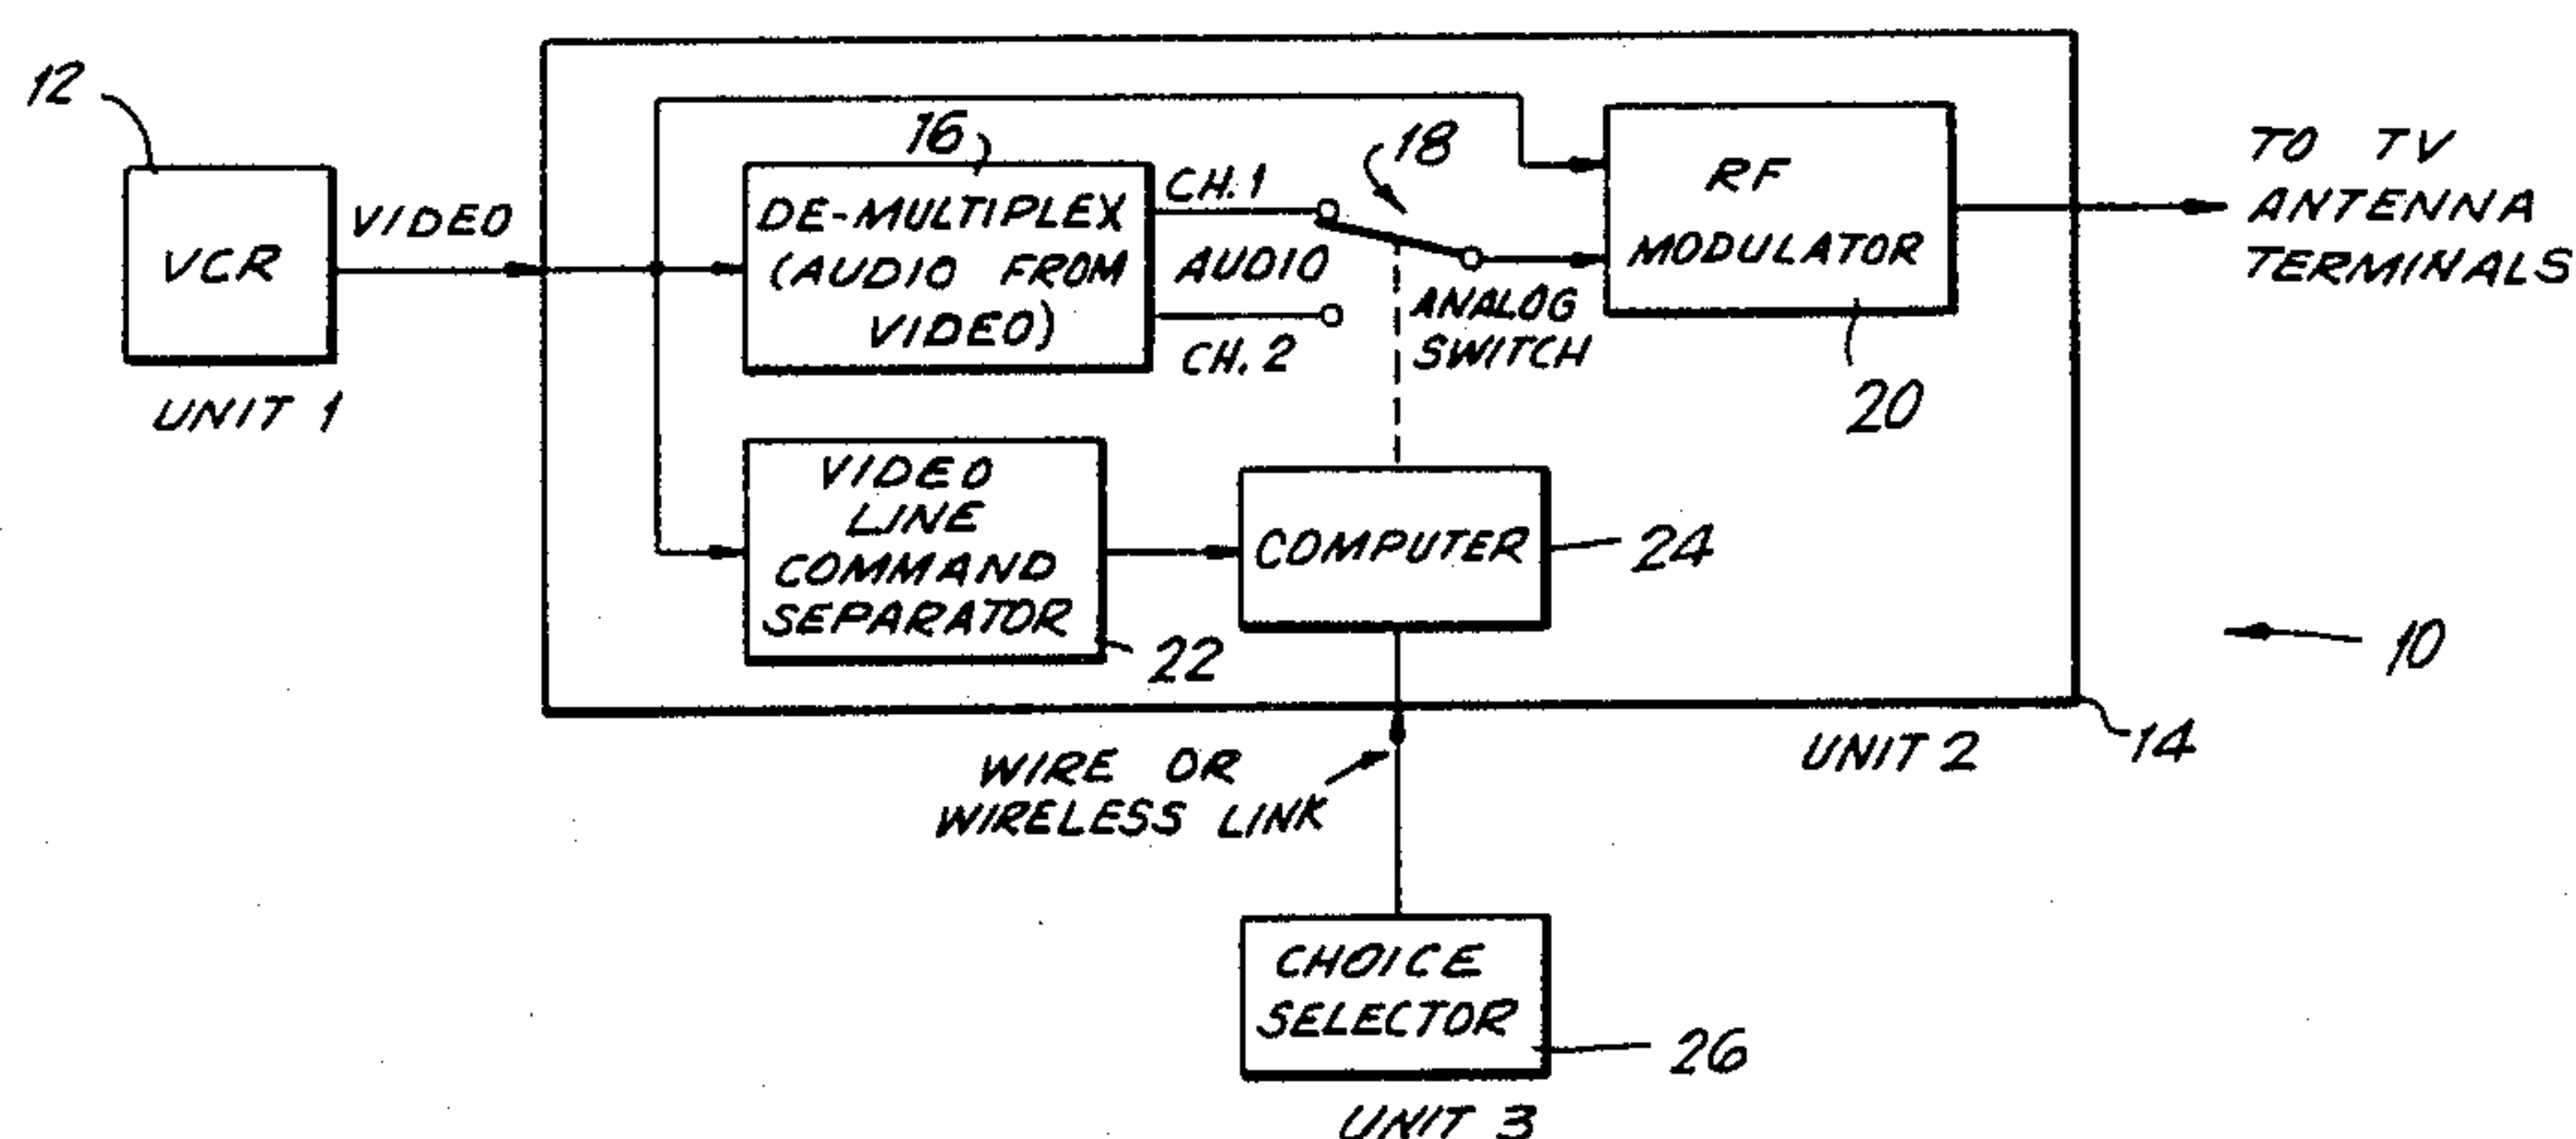 12
VCR
UNIT 1
VIDEO
16
DE-MULTIPLEX
(AUDIO FROM
VIDEO)
CH. 1
AUDIO
CH. 2
18
ANALOG
SWITCH
RF
MODULATOR
20
TO TV
ANTENNA
TERMINALS
VIDEO
LINE
COMMAND
SEPARATOR
22
COMPUTER
24
10
14
UNIT 2
WIRE OR
WIRELESS LINK
CHOICE
SELECTOR
26
UNIT 3